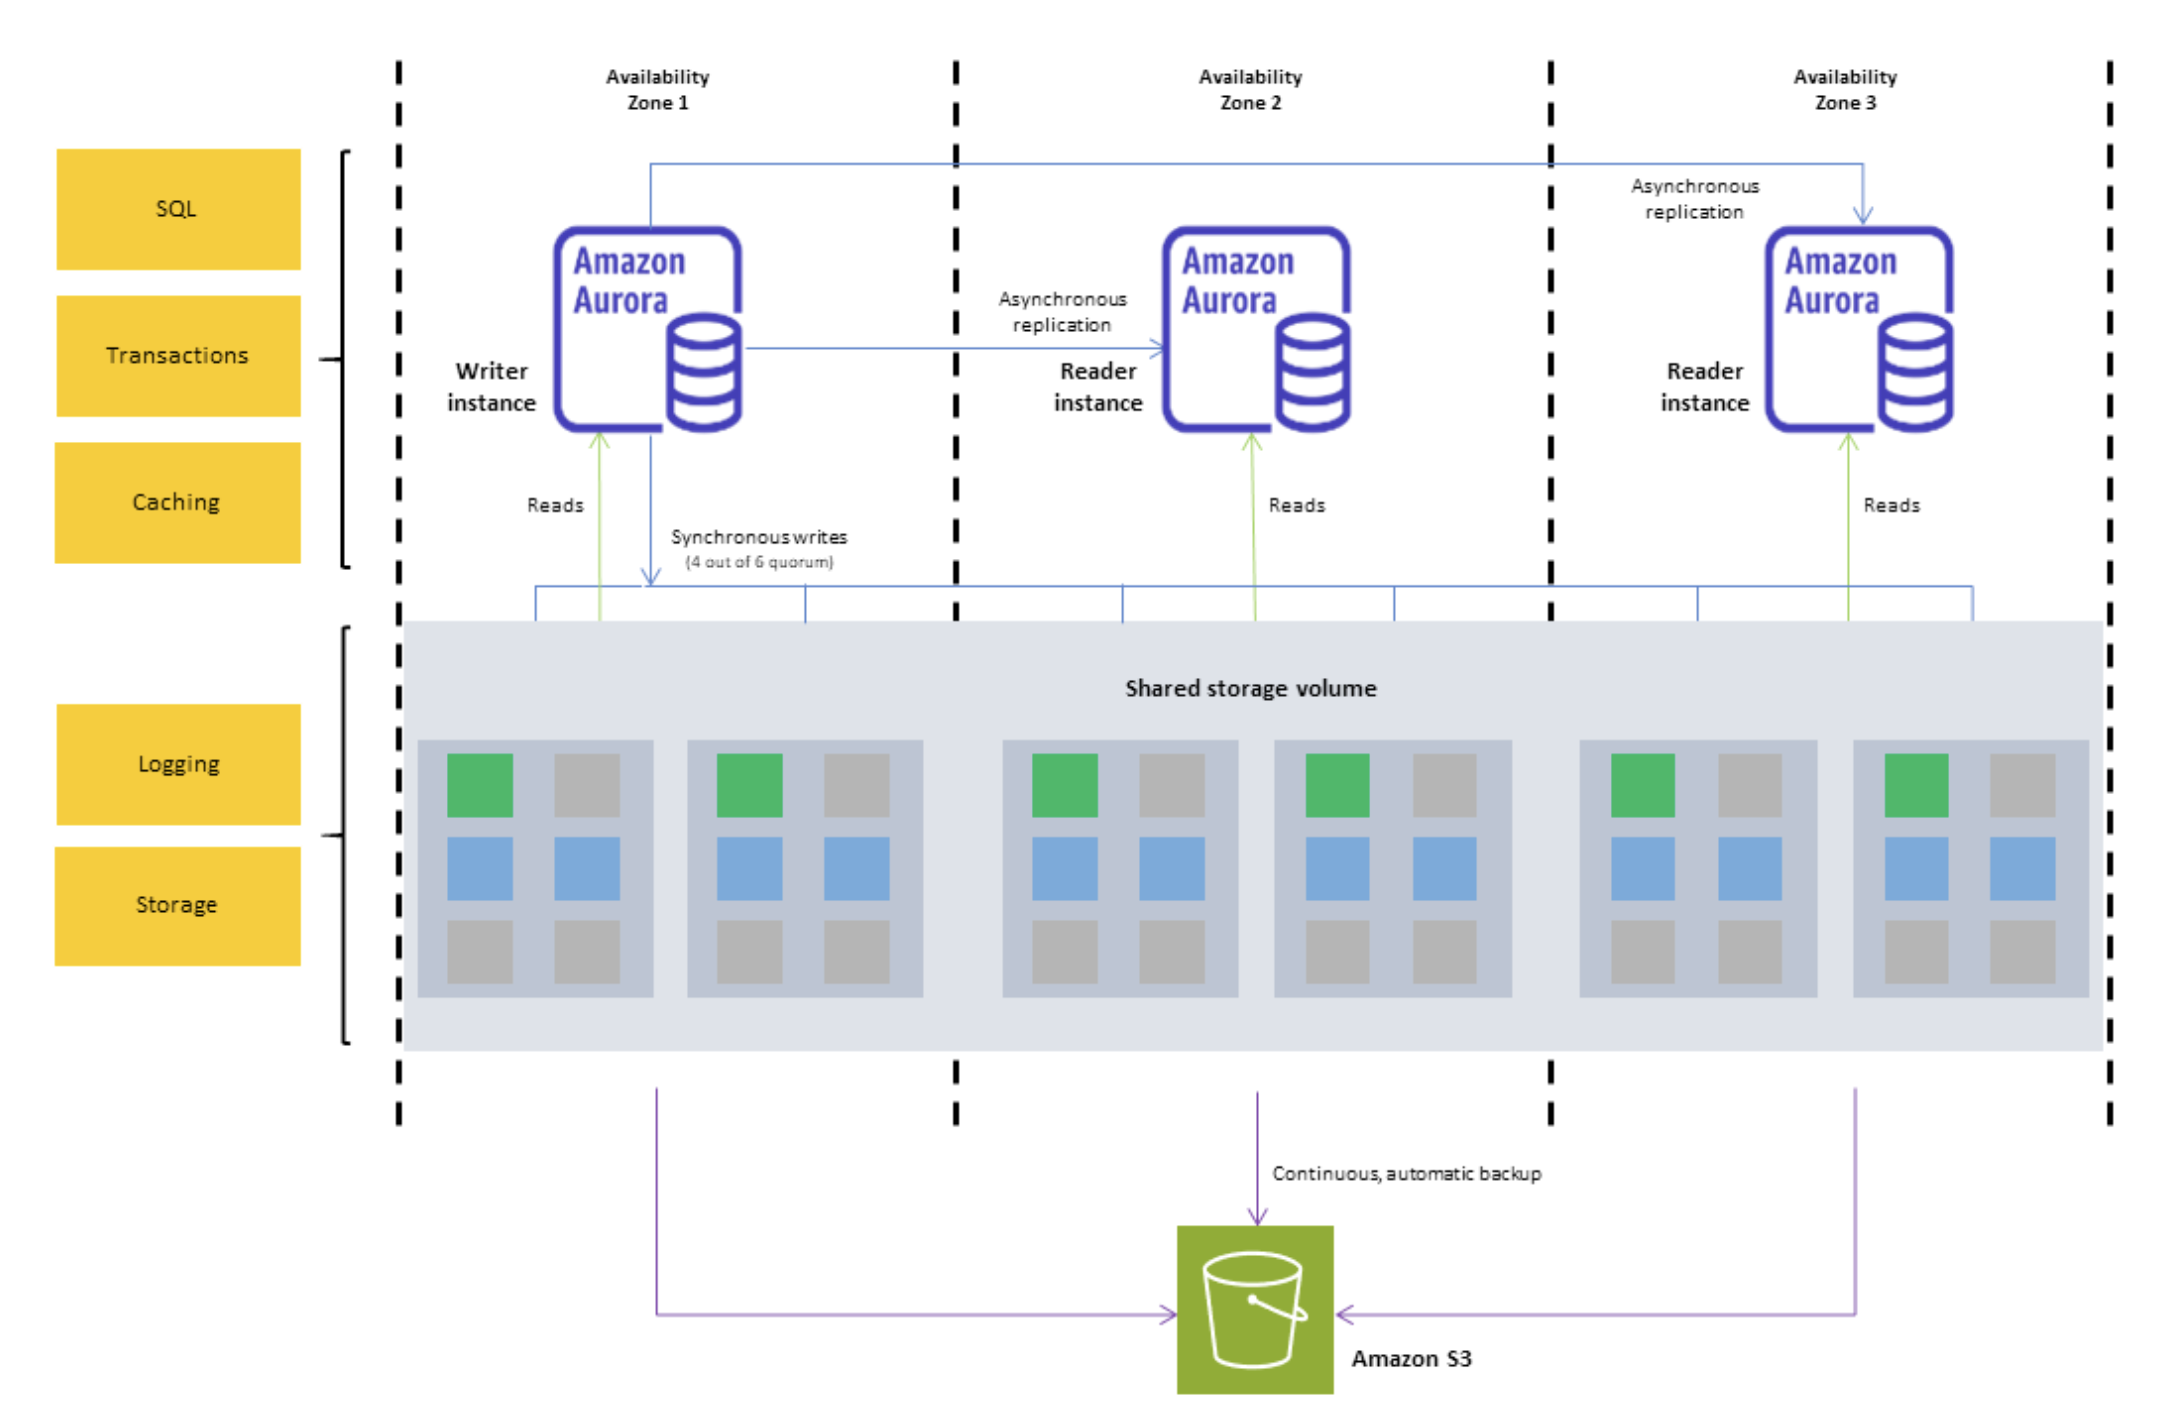 Availability
Zone 1
Availability
Zone 2
Availability
Zone 3
SQL
Transactions
Caching
Asynchronous
replication
Amazon
Aurora
Amazon
Aurora
Amazon
Aurora
Asynchronous
replication
Writer
instance
Reader
instance
Reader
instance
Reads
Reads
Reads
Synchronous writes
(4 out of 6 quorum)
Shared storage volume
Logging
Storage
Continuous, automatic backup
Amazon S3